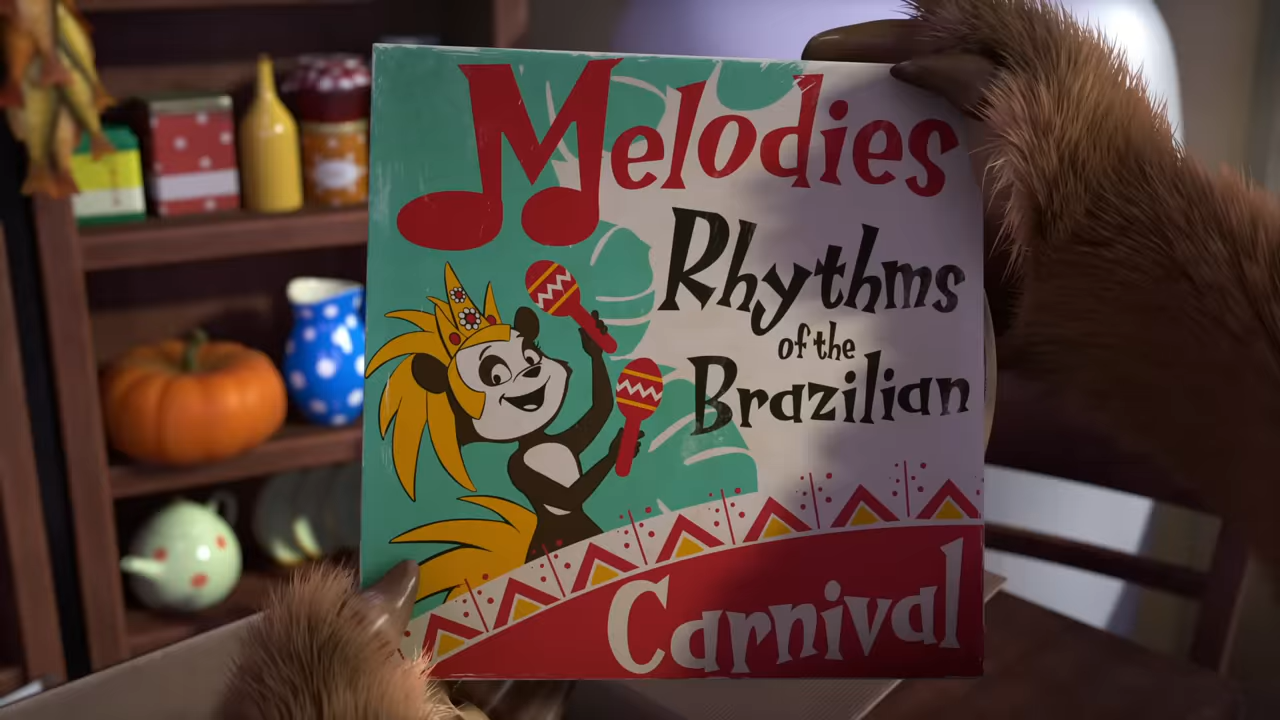 Melodies
Rhythms
of the
Brazilian
Carnival